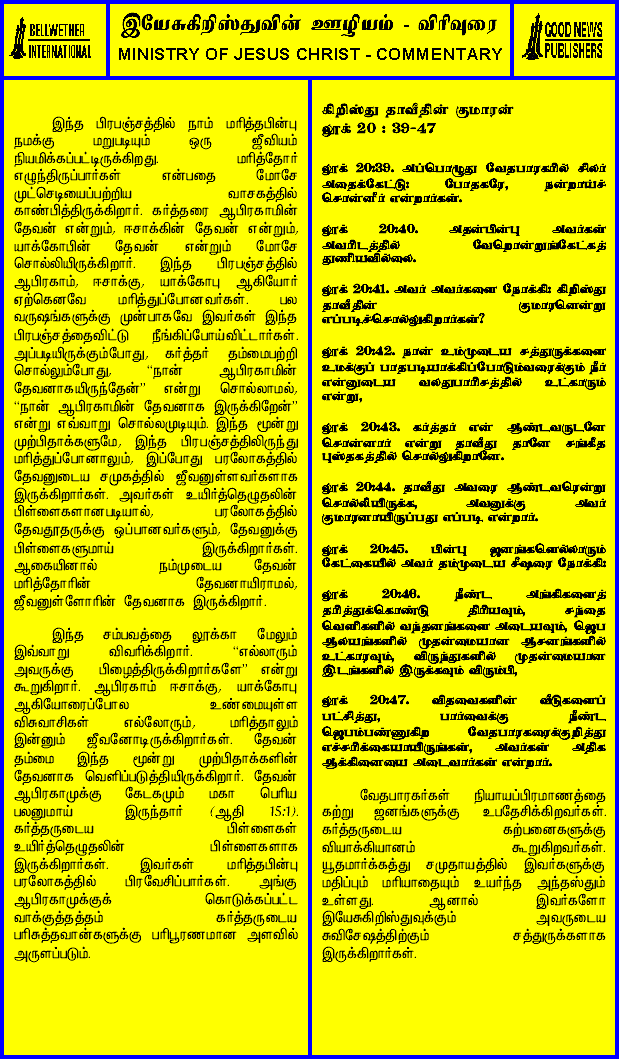 BELLWETHER
INTERNATIONAL
இயேசுகிறிஸ்துவின் ஊழியம் - விரிவுரை
MINISTRY OF JESUS CHRIST - COMMENTARY
GOOD NEWS
PUBLISHERS
இந்த பிரபஞ்சத்தில் நாம் மரித்தபின்பு
நமக்கு மறுபடியும் ஒரு ஜீவியம்
நியமிக்கப்பட்டிருக்கிறது. மரித்தோர்
எழுந்திருப்பார்கள் என்பதை மோசே
முட்செடியைப்பற்றிய வாசகத்தில்
காண்பித்திருக்கிறார். கர்த்தரை ஆபிரகாமின்
தேவன் என்றும், ஈசாக்கின் தேவன் என்றும்,
யாக்கோபின் தேவன் என்றும் மோசே
சொல்லியிருக்கிறார். இந்த பிரபஞ்சத்தில்
ஆபிரகாம், ஈசாக்கு, யாக்கோபு ஆகியோர்
ஏற்கெனவே மரித்துப்போனவர்கள். பல
வருஷங்களுக்கு முன்பாகவே இவர்கள் இந்த
பிரபஞ்சத்தைவிட்டு நீங்கிப்போய்விட்டார்கள்.
அப்படியிருக்கும்போது, கர்த்தர் தம்மைபற்றி
சொல்லும்போது, “நான் ஆபிரகாமின்
தேவனாகயிருந்தேன்” என்று சொல்லாமல்,
“நான் ஆபிரகாமின் தேவனாக இருக்கிறேன்”
என்று எவ்வாறு சொல்லமுடியும். இந்த மூன்று
முற்பிதாக்களுமே, இந்த பிரபஞ்சத்திலிருந்து
மரித்துப்போனாலும், இப்போது பரலோகத்தில்
தேவனுடைய சமுகத்தில் ஜீவனுள்ளவர்களாக
இருக்கிறார்கள். அவர்கள் உயிர்த்தெழுதலின்
பிள்ளைகளானபடியால், பரலோகத்தில்
தேவதூதருக்கு ஒப்பானவர்களும், தேவனுக்கு
பிள்ளைகளுமாய் இருக்கிறார்கள்.
ஆகையினால் நம்முடைய தேவன்
மரித்தோரின் தேவனாயிராமல்,
ஜீவனுள்ளோரின் தேவனாக இருக்கிறார்.
இந்த சம்பவத்தை லூக்கா மேலும்
இவ்வாறு விவரிக்கிறார். “எல்லாரும்
அவருக்கு பிழைத்திருக்கிறார்களே” என்று
கூறுகிறார். ஆபிரகாம் ஈசாக்கு, யாக்கோபு
ஆகியோரைப்போல உண்மையுள்ள
விசுவாசிகள் எல்லோரும், மரித்தாலும்
இன்னும் ஜீவனோடிருக்கிறார்கள். தேவன்
தம்மை இந்த மூன்று முற்பிதாக்களின்
தேவனாக வெளிப்படுத்தியிருக்கிறார். தேவன்
ஆபிரகாமுக்கு கேடகமும் மகா பெரிய
பலனுமாய் இருந்தார் (ஆதி 15:1).
கர்த்தருடைய பிள்ளைகள்
உயிர்த்தெழுதலின் பிள்ளைகளாக
இருக்கிறார்கள். இவர்கள் மரித்தபின்பு
பரலோகத்தில் பிரவேசிப்பார்கள். அங்கு
ஆபிரகாமுக்குக் கொடுக்கப்பட்ட
வாக்குத்தத்தம் கர்த்தருடைய
பரிசுத்தவான்களுக்கு பரிபூரணமான அளவில்
அருளப்படும்.
கிறிஸ்து தாவீதின் குமாரன்
லூக் 20 : 39-47
லூக் 20:39. அப்பொழுது வேதபாரகரில் சிலர்
அதைக்கேட்டு: போதகரே, நன்றாய்ச்
சொன்னீர் என்றார்கள்.
லூக் 20:40. அதன்பின்பு அவர்கள்
அவரிடத்தில் வேறொன்றுங்கேட்கத்
துணியவில்லை.
லூக் 20:41. அவர் அவர்களை நோக்கி: கிறிஸ்து
தாவீதின் குமாரனென்று
எப்படிச்சொல்லுகிறார்கள்?
லூக் 20:42. நான் உம்முடைய சத்துருக்களை
உமக்குப் பாதபடியாக்கிப்போடும்வரைக்கும் நீர்
என்னுடைய வலதுபாரிசத்தில் உட்காரும்
என்று,
லூக் 20:43. கர்த்தர் என் ஆண்டவருடனே
சொன்னார் என்று தாவீது தானே சங்கீத
புஸ்தகத்தில் சொல்லுகிறானே.
லூக் 20:44. தாவீது அவரை ஆண்டவரென்று
சொல்லியிருக்க, அவனுக்கு அவர்
குமாரனாயிருப்பது எப்படி என்றார்.
லூக் 20:45. பின்பு ஜனங்களெல்லாரும்
கேட்கையில் அவர் தம்முடைய சீஷரை நோக்கி:
லூக் 20:46. நீண்ட அங்கிகளைத்
தரித்துக்கொண்டு திரியவும், சந்தை
வெளிகளில் வந்தனங்களை அடையவும், ஜெப
ஆலயங்களில் முதன்மையான ஆசனங்களில்
உட்காரவும், விருந்துகளில் முதன்மையான
இடங்களில் இருக்கவும் விரும்பி,
லூக் 20:47. விதவைகளின் வீடுகளைப்
பட்சித்து, பார்வைக்கு நீண்ட
ஜெபம்பண்ணுகிற வேதபாரகரைக்குறித்து
எச்சரிக்கையாயிருங்கள், அவர்கள் அதிக
ஆக்கினையை அடைவார்கள் என்றார்.
வேதபாரகர்கள் நியாயப்பிரமாணத்தை
கற்று ஜனங்களுக்கு உபதேசிக்கிறவர்கள்.
கர்த்தருடைய கற்பனைகளுக்கு
வியாக்கியானம் கூறுகிறவர்கள்.
யூதமார்க்கத்து சமுதாயத்தில் இவர்களுக்கு
மதிப்பும் மரியாதையும் உயர்ந்த அந்தஸ்தும்
உள்ளது. ஆனால் இவர்களோ
இயேசுகிறிஸ்துவுக்கும் அவருடைய
சுவிசேஷத்திற்கும் சத்துருக்களாக
இருக்கிறார்கள்.